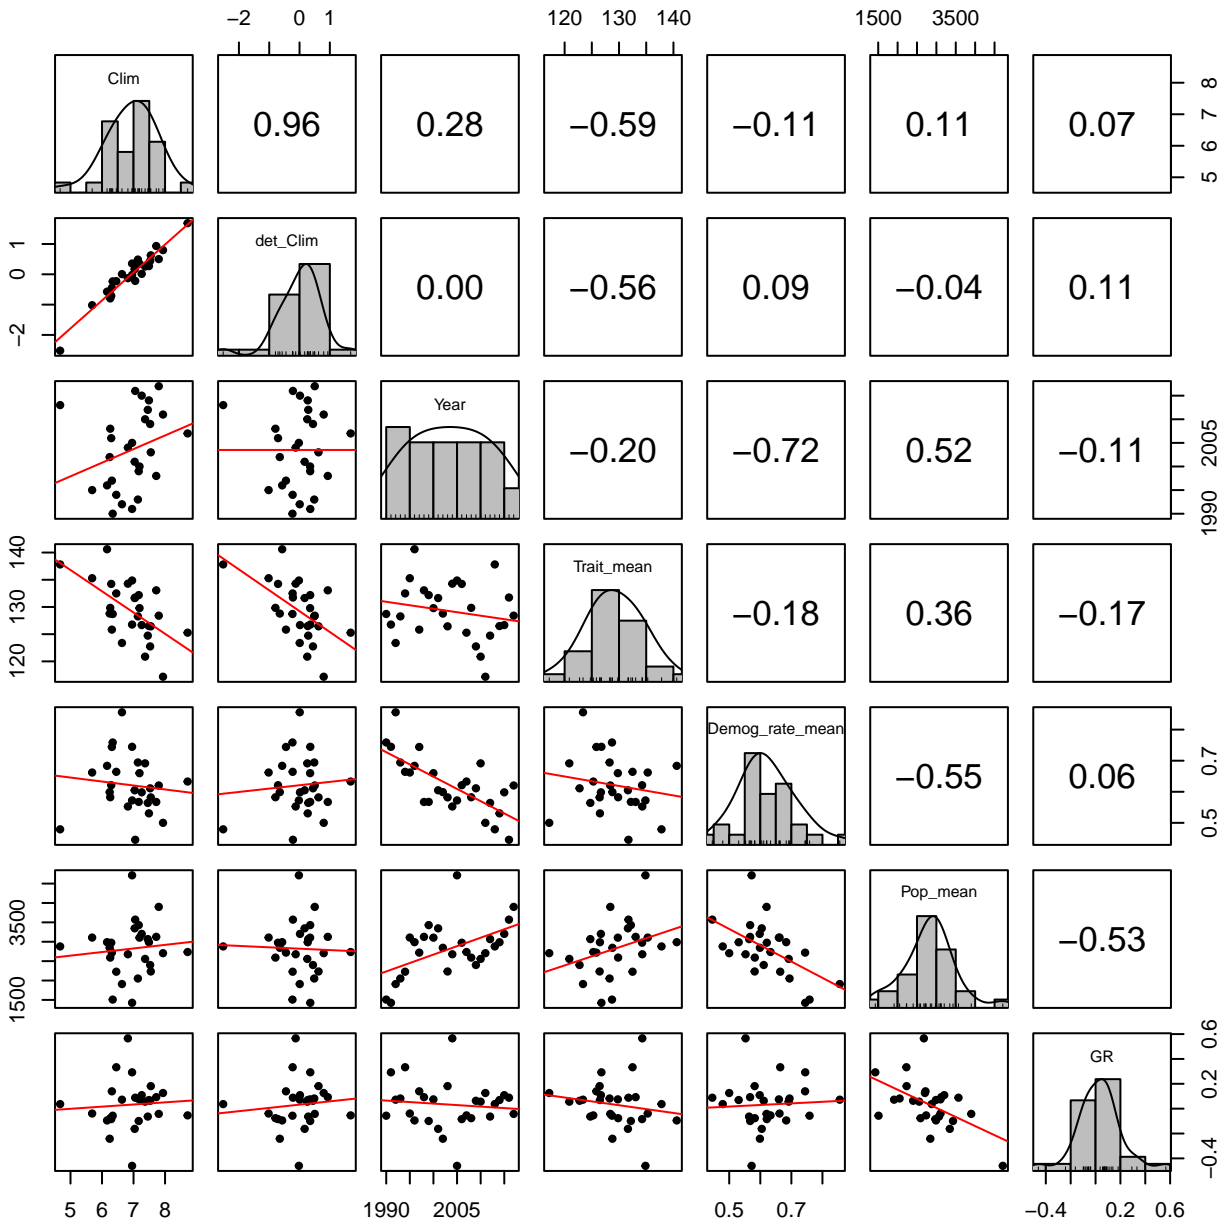 −2 0 1 120 130 140 1500 3500
Clim
0.96 0.28 −0.59 −0.11 0.11 0.07
5 6 7 8
det_Clim
0.00 −0.56 0.09 −0.04 0.11
−2 0 1
Year
−0.20 −0.72 0.52 −0.11
1990 2005
Trait_mean
−0.18 0.36 −0.17
120 130 140
Demog_rate_mean
−0.55 0.06
0.5 0.7
Pop_mean
−0.53
1500 3500
GR
−0.4 0.2 0.6
5 6 7 8 1990 2005 0.5 0.7 −0.4 0.2 0.6